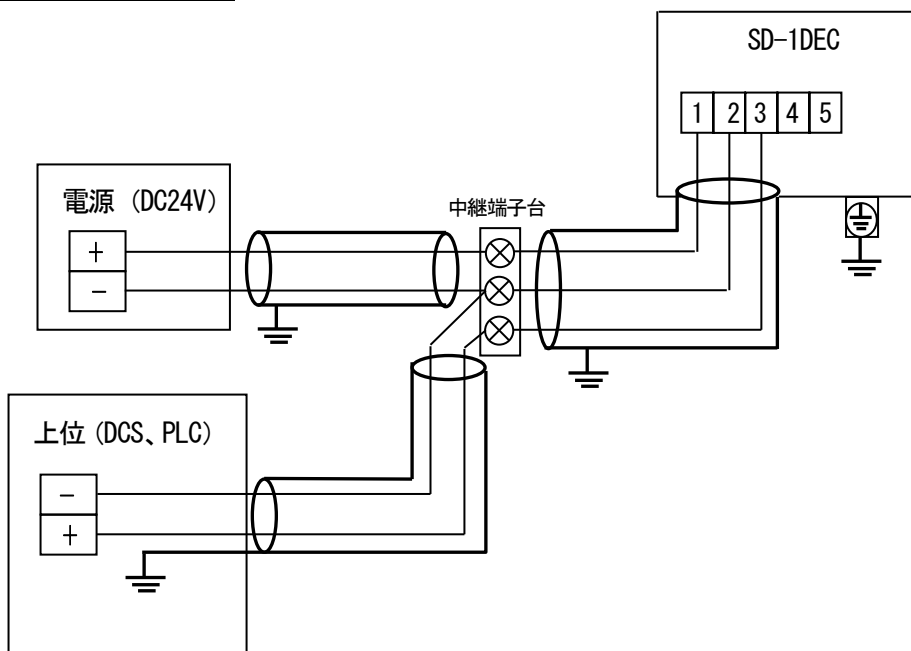 SD-1DEC
1 2 3 4 5
電源 (DC24V)
+
−
中継端子台
上位 (DCS、PLC)
−
+